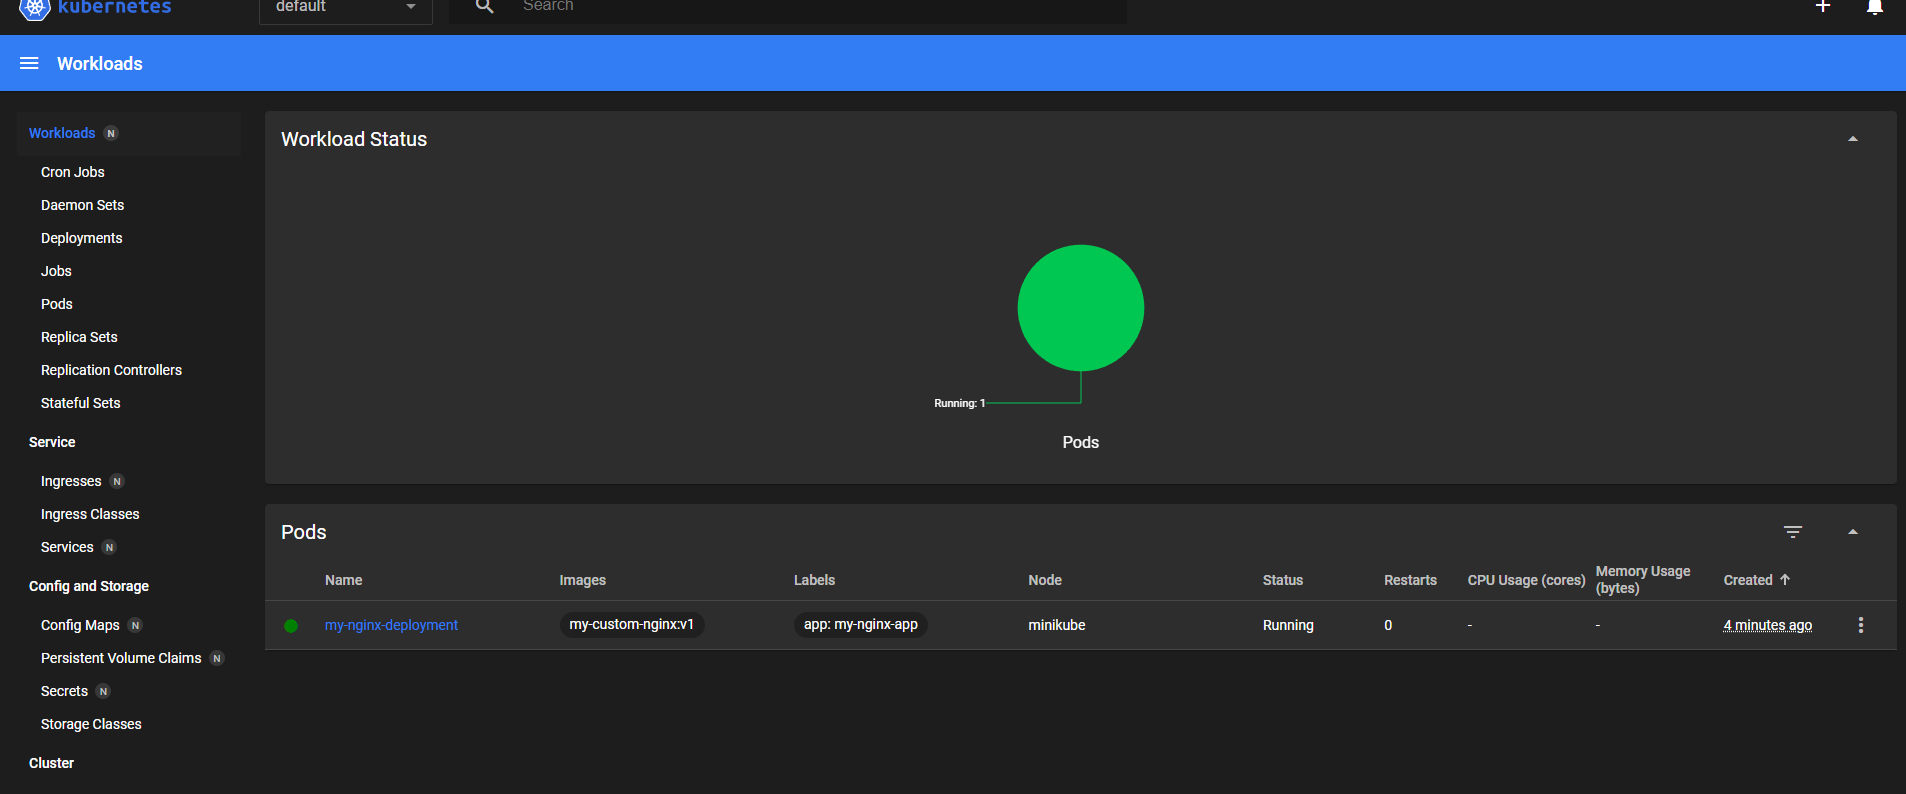 kubernetes
default
Search
Workloads
Workloads N
Cron Jobs
Daemon Sets
Deployments
Jobs
Pods
Replica Sets
Replication Controllers
Stateful Sets
Service
Ingresses N
Ingress Classes
Services N
Config and Storage
Config Maps N
Persistent Volume Claims N
Secrets N
Storage Classes
Cluster
Workload Status
Running: 1
Pods
Pods
Name Images Labels Node Status Restarts CPU Usage (cores) Memory Usage (bytes) Created
my-nginx-deployment my-custom-nginx:v1 app: my-nginx-app minikube Running 0 - - 4 minutes ago